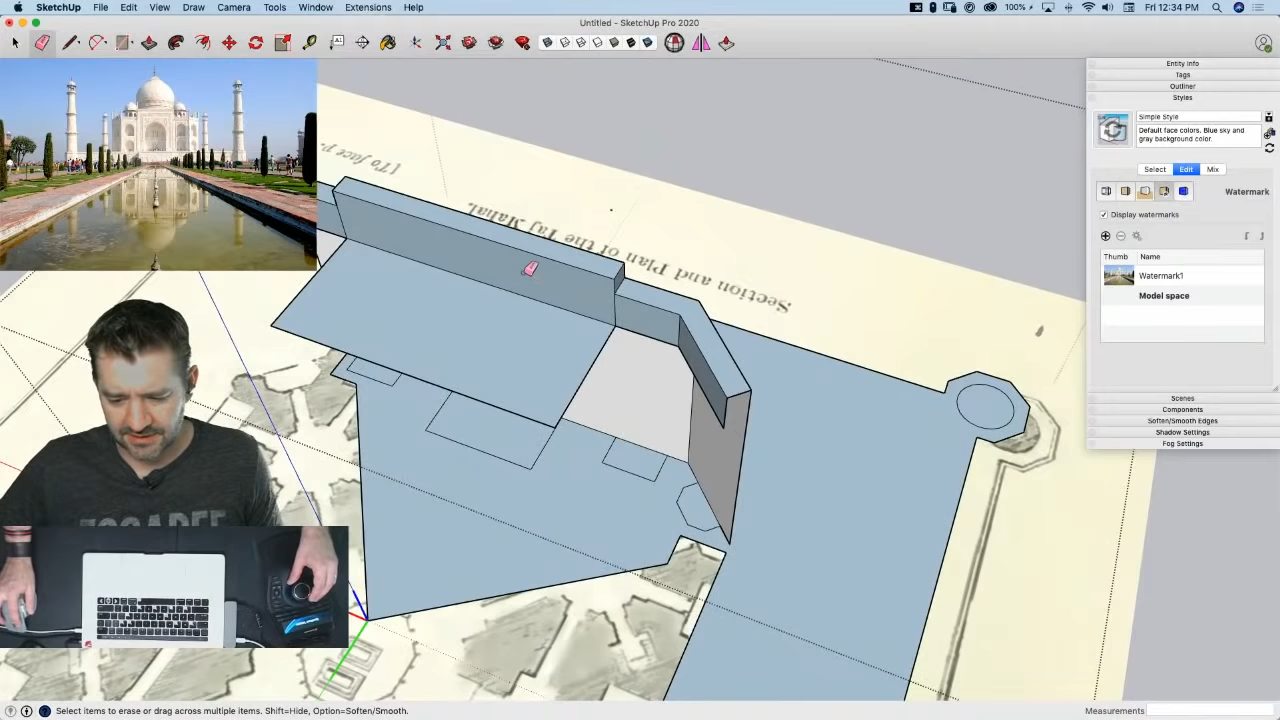 SketchUp File Edit View Draw Camera Tools Window Extensions Help
100% Fri 12:34 PM
Untitled - SketchUp Pro 2020
Entity Info
Tags
Outliner
Styles
Simple Style
Default face colors. Blue sky and
gray background color.
Select Edit Mix
Watermark
Display watermarks
Thumb Name
Watermark1
Model space
Scenes
Components
Soften/Smooth Edges
Shadow Settings
Fog Settings
[To face p.
Section and Plan of the Taj Mahal.
Select items to erase or drag across multiple items. Shift=Hide, Option=Soften/Smooth.
Measurements